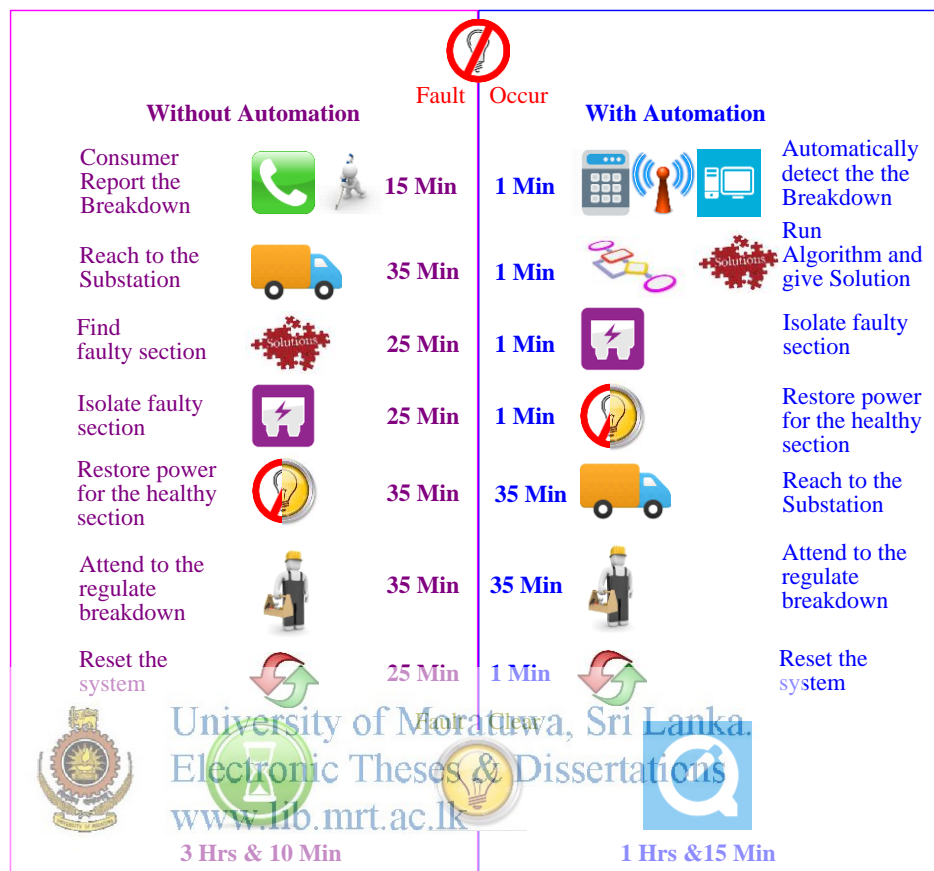 Fault Occur
Without Automation
With Automation
Consumer
Report the
Breakdown
15 Min
1 Min
Automatically
detect the the
Breakdown
Reach to the
Substation
35 Min
1 Min
Solutions
Run
Algorithm and
give Solution
Find
faulty section
Solutions
25 Min
1 Min
Isolate faulty
section
Isolate faulty
section
25 Min
1 Min
Restore power
for the healthy
section
Restore power
for the healthy
section
35 Min
35 Min
Reach to the
Substation
Attend to the
regulate
breakdown
35 Min
35 Min
Attend to the
regulate
breakdown
Reset the
system
25 Min
1 Min
Reset the
system
Fault Clear
University of Moratuwa, Sri Lanka.
Electronic Theses & Dissertations
www.lib.mrt.ac.lk
3 Hrs & 10 Min
1 Hrs &15 Min